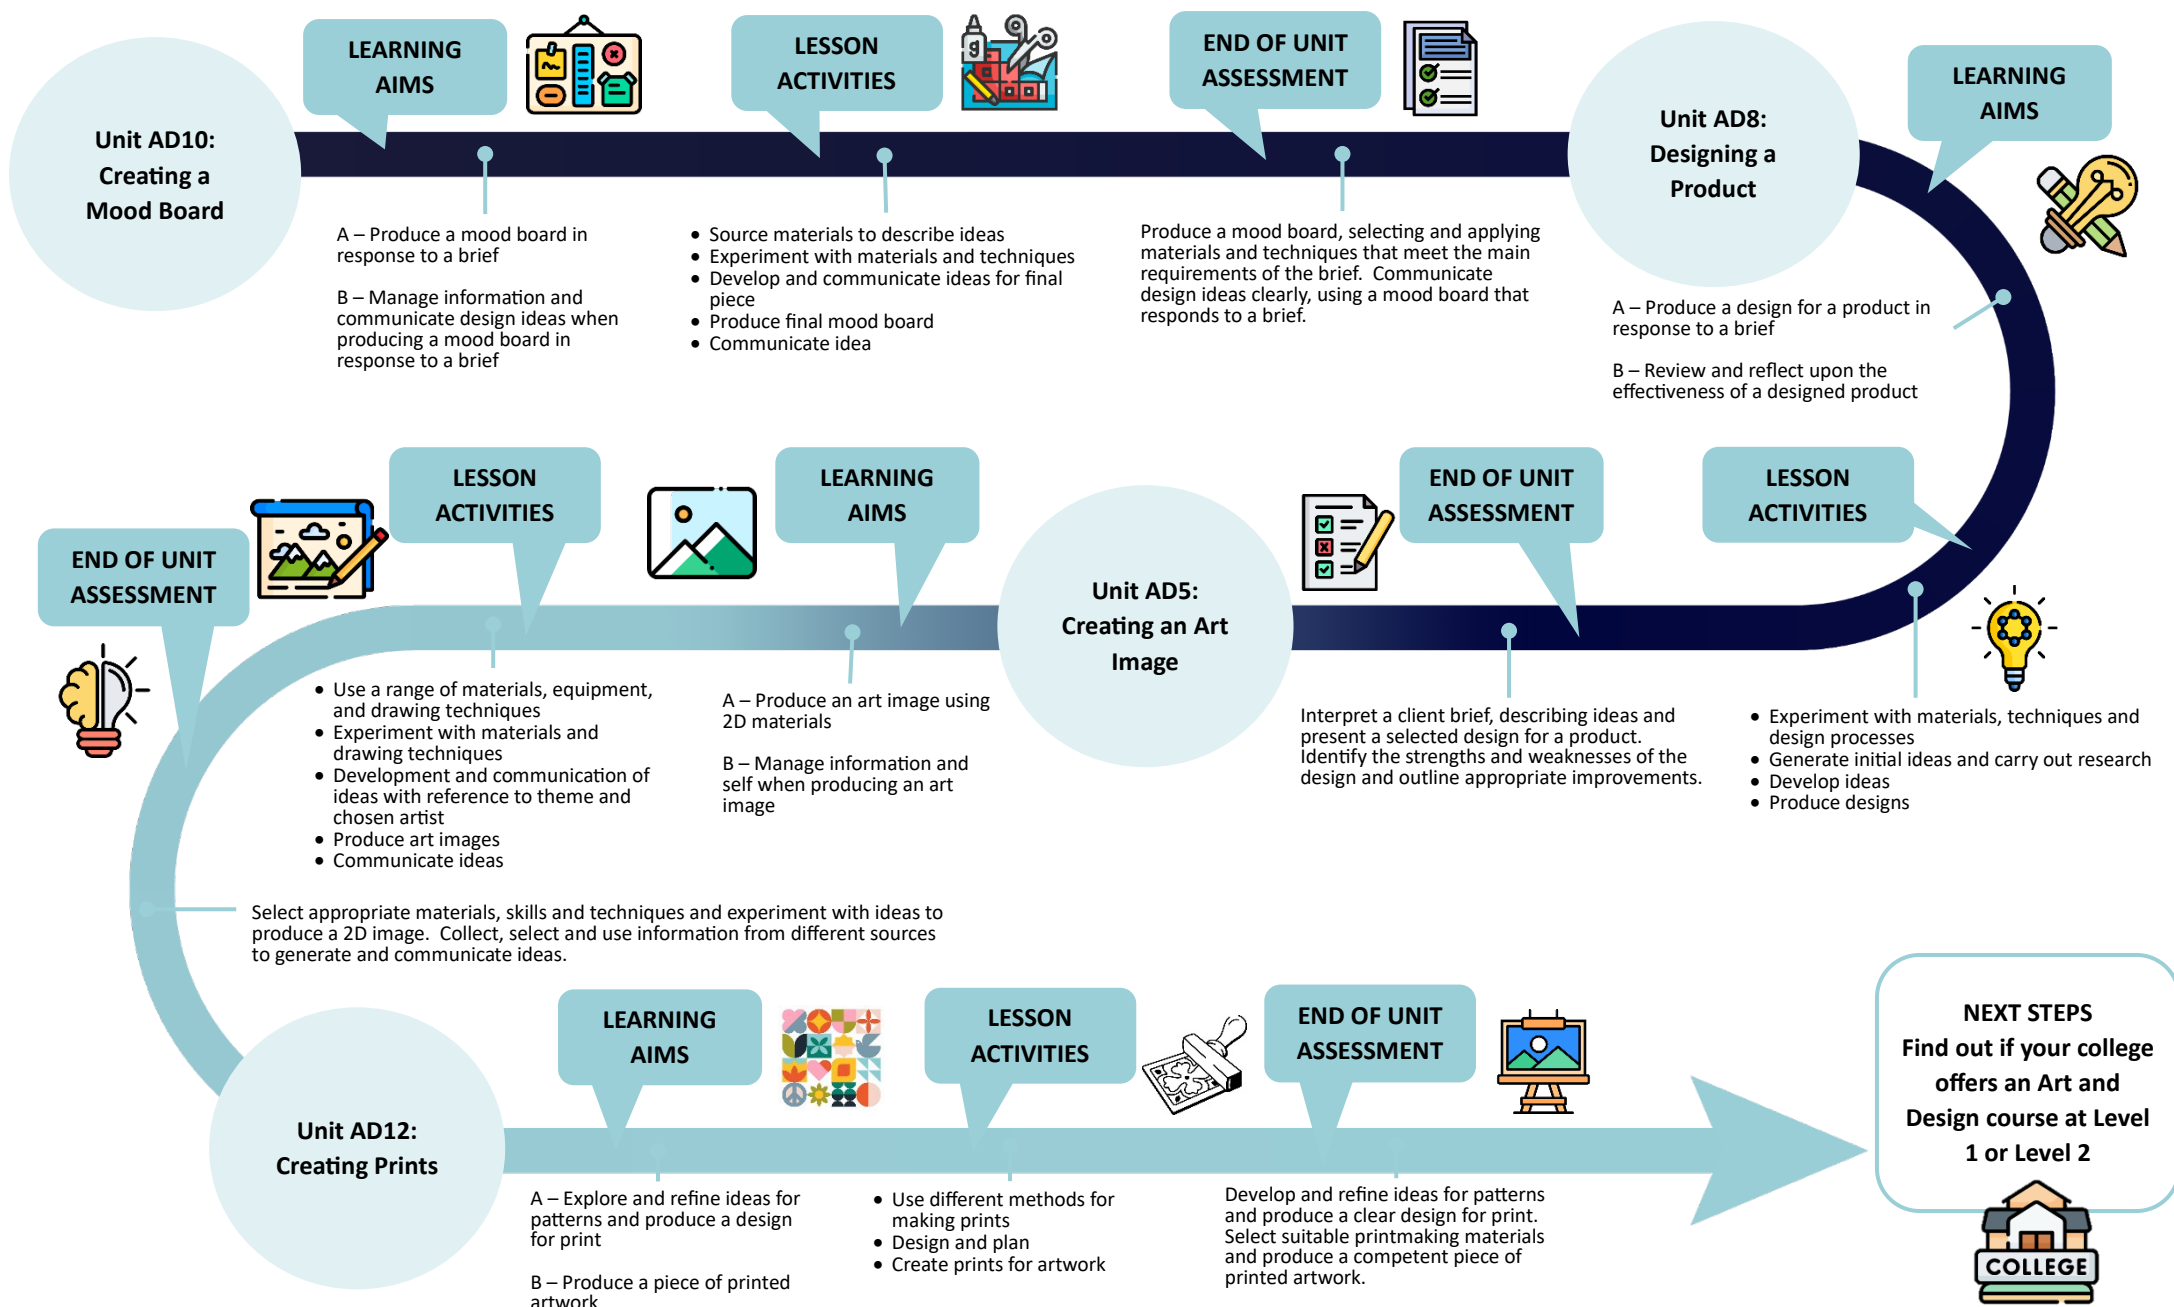 Unit AD10:
Creating a
Mood Board
LEARNING
AIMS
A – Produce a mood board in
response to a brief
B – Manage information and
communicate design ideas when
producing a mood board in
response to a brief
LESSON
ACTIVITIES
g
• Source materials to describe ideas
• Experiment with materials and techniques
• Develop and communicate ideas for final
piece
• Produce final mood board
• Communicate idea
END OF UNIT
ASSESSMENT
Produce a mood board, selecting and applying
materials and techniques that meet the main
requirements of the brief.  Communicate
design ideas clearly, using a mood board that
responds to a brief.
Unit AD8:
Designing a
Product
LEARNING
AIMS
A – Produce a design for a product in
response to a brief
B – Review and reflect upon the
effectiveness of a designed product
LESSON
ACTIVITIES
• Experiment with materials, techniques and
design processes
• Generate initial ideas and carry out research
• Develop ideas
• Produce designs
END OF UNIT
ASSESSMENT
Interpret a client brief, describing ideas and
present a selected design for a product.
Identify the strengths and weaknesses of the
design and outline appropriate improvements.
Unit AD5:
Creating an Art
Image
LEARNING
AIMS
A – Produce an art image using
2D materials
B – Manage information and
self when producing an art
image
LESSON
ACTIVITIES
• Use a range of materials, equipment,
and drawing techniques
• Experiment with materials and
drawing techniques
• Development and communication of
ideas with reference to theme and
chosen artist
• Produce art images
• Communicate ideas
END OF UNIT
ASSESSMENT
Select appropriate materials, skills and techniques and experiment with ideas to
produce a 2D image.  Collect, select and use information from different sources
to generate and communicate ideas.
Unit AD12:
Creating Prints
LEARNING
AIMS
A – Explore and refine ideas for
patterns and produce a design
for print
B – Produce a piece of printed
artwork
LESSON
ACTIVITIES
• Use different methods for
making prints
• Design and plan
• Create prints for artwork
END OF UNIT
ASSESSMENT
Develop and refine ideas for patterns
and produce a clear design for print.
Select suitable printmaking materials
and produce a competent piece of
printed artwork.
NEXT STEPS
Find out if your college
offers an Art and
Design course at Level
1 or Level 2
COLLEGE